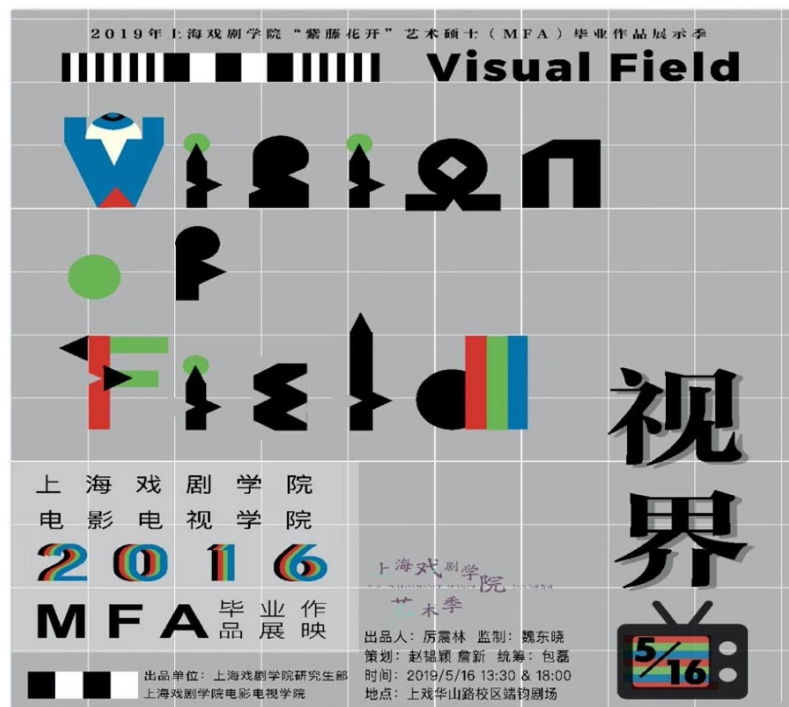 2019年上海戏剧学院“紫藤花开”艺术硕士（MFA）毕业作品展示季
Visual Field
Vision
of
Field
视
界
上海戏剧学院
电影电视学院
2016
MFA毕业作
品展映
出品单位：上海戏剧学院研究生部
上海戏剧学院电影电视学院
上海戏剧学院
艺术季
出品人：厉震林 监制：魏东晓
策划：赵韫颖 詹新 统筹：包磊
时间：2019/5/16 13:30 & 18:00
地点：上戏华山路校区端钧剧场
5/16